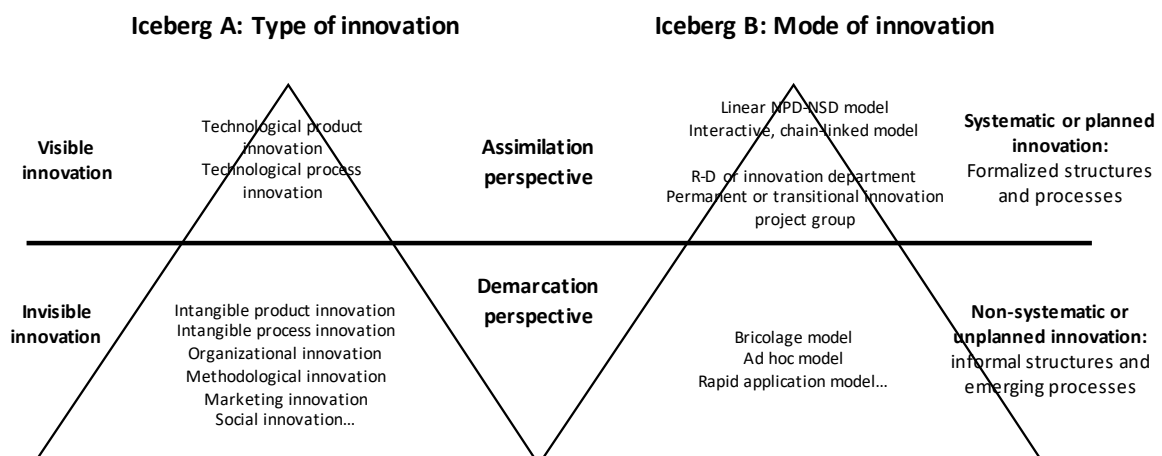 Iceberg A: Type of innovation
Iceberg B: Mode of innovation
Visible
innovation
Technological product
innovation
Technological process
innovation
Assimilation
perspective
Linear NPD-NSD model
Interactive, chain-linked model
R-D or innovation department
Permanent or transitional innovation
project group
Systematic or planned
innovation:
Formalized structures
and processes
Invisible
innovation
Intangible product innovation
Intangible process innovation
Organizational innovation
Methodological innovation
Marketing innovation
Social innovation…
Demarcation
perspective
Bricolage model
Ad hoc model
Rapid application model…
Non-systematic or
unplanned innovation:
informal structures and
emerging processes